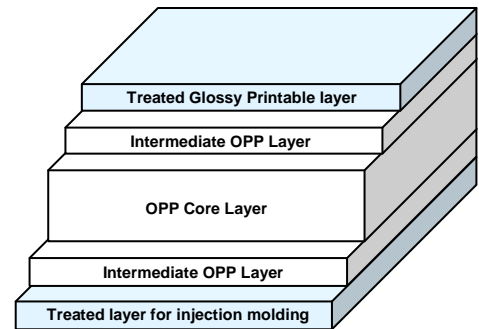 Treated Glossy Printable layer
Intermediate OPP Layer
OPP Core Layer
Intermediate OPP Layer
Treated layer for injection molding